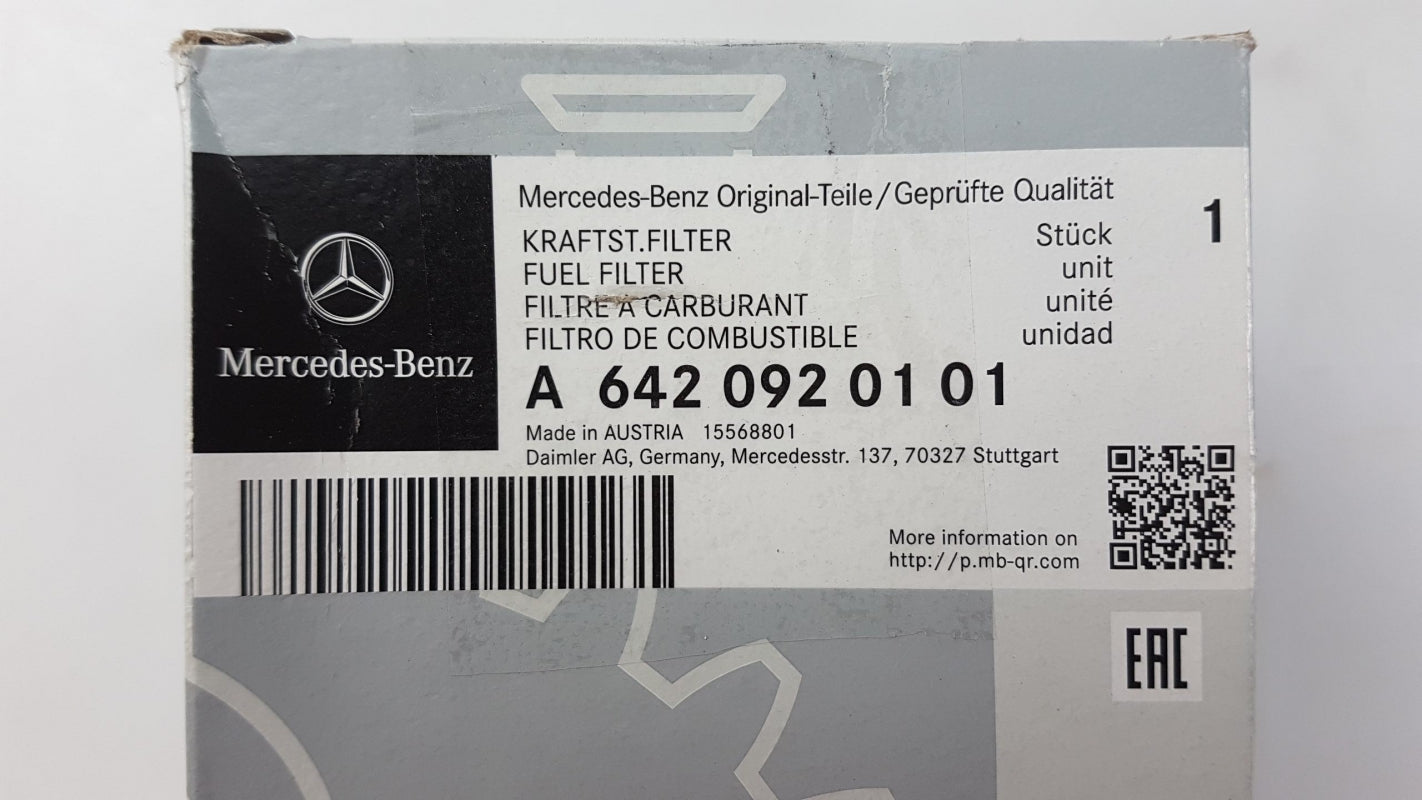 Mercedes-Benz Original-Teile/Geprüfte Qualität
KRAFTST.FILTER Stück 1
FUEL FILTER unit
FILTRE A CARBURANT unité
FILTRO DE COMBUSTIBLE unidad
Mercedes-Benz
A 642 092 01 01
Made in AUSTRIA 15568801
Daimler AG, Germany, Mercedesstr. 137, 70327 Stuttgart
More information on
http://p.mb-qr.com
EAC